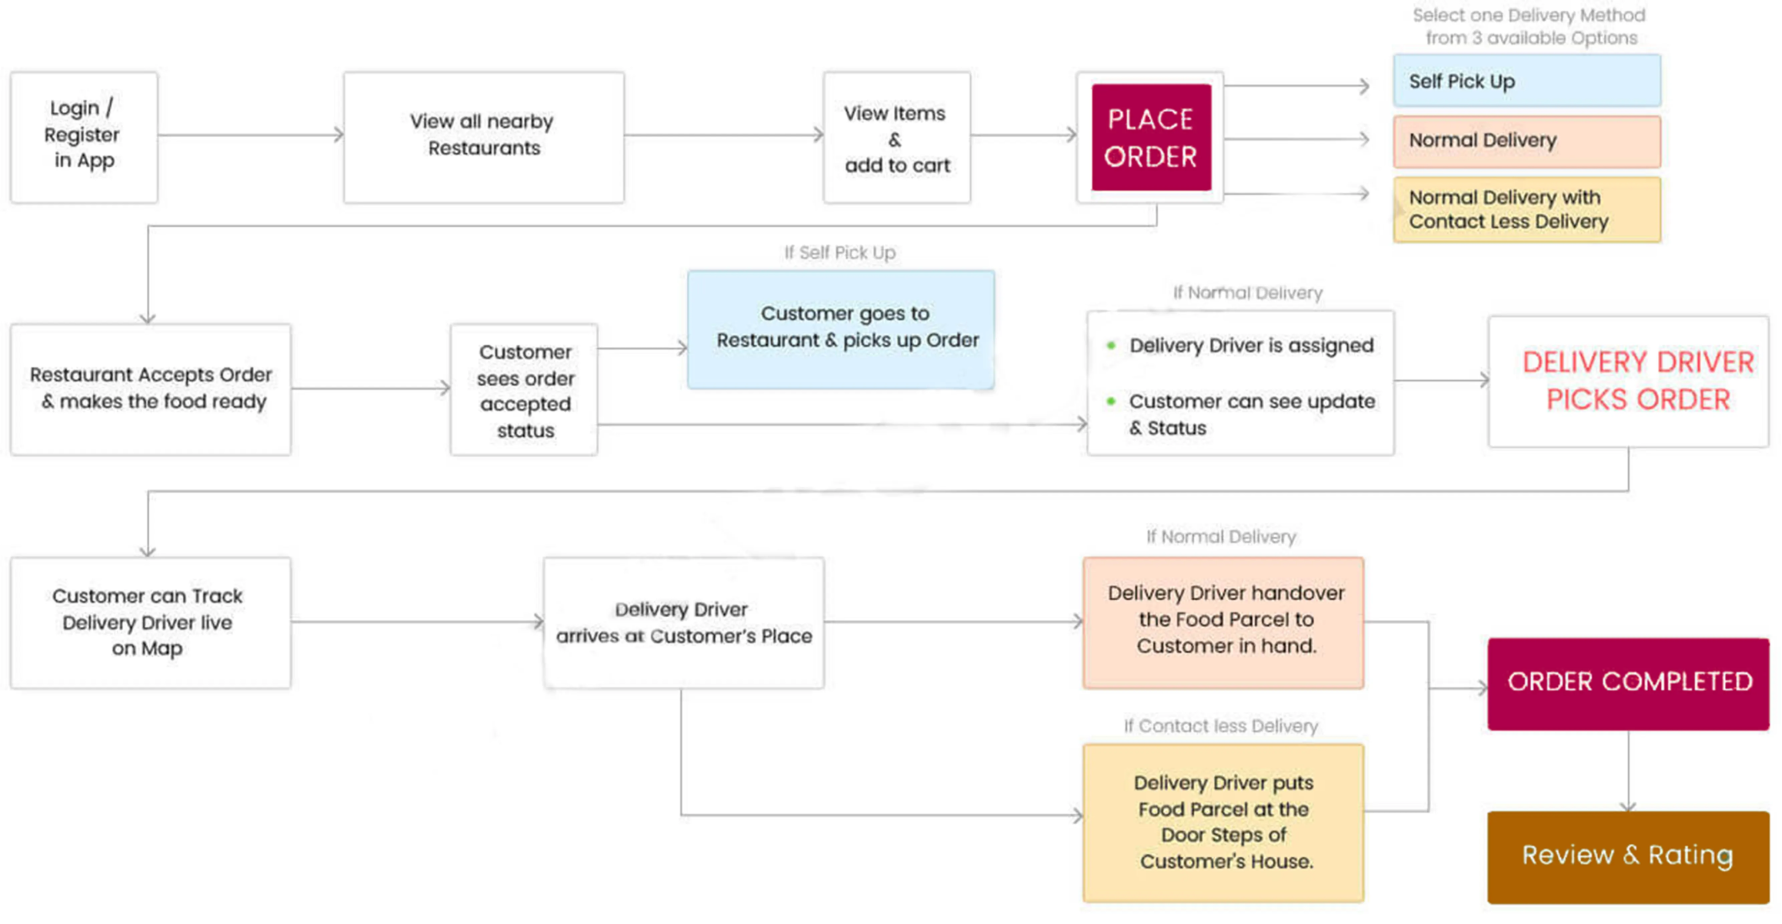 Select one Delivery Method
from 3 available Options
Login /
Register
in App
View all nearby
Restaurants
View Items
&
add to cart
PLACE
ORDER
Self Pick Up
Normal Delivery
Normal Delivery with
Contact Less Delivery
If Self Pick Up
If Normal Delivery
Restaurant Accepts Order
& makes the food ready
Customer
sees order
accepted
status
Customer goes to
Restaurant & picks up Order
Delivery Driver is assigned
Customer can see update
& Status
DELIVERY DRIVER
PICKS ORDER
If Normal Delivery
Customer can Track
Delivery Driver live
on Map
Delivery Driver
arrives at Customer's Place
Delivery Driver handover
the Food Parcel to
Customer in hand.
If Contact less Delivery
Delivery Driver puts
Food Parcel at the
Door Steps of
Customer's House.
ORDER COMPLETED
Review & Rating